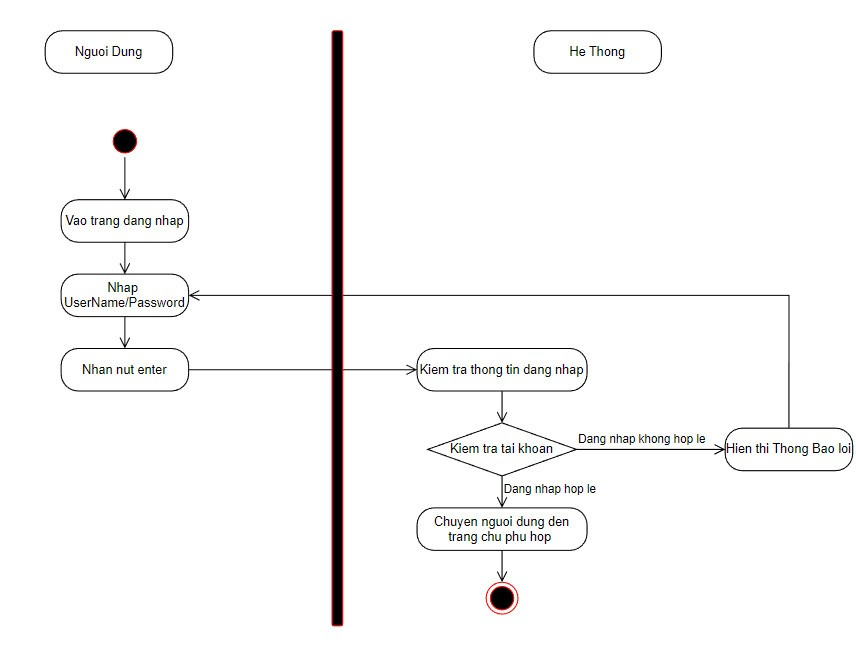 Nguoi Dung
He Thong
Vao trang dang nhap
Nhap
UserName/Password
Nhan nut enter
Kiem tra thong tin dang nhap
Kiem tra tai khoan
Dang nhap khong hop le
Hien thi Thong Bao loi
Dang nhap hop le
Chuyen nguoi dung den
trang chu phu hop